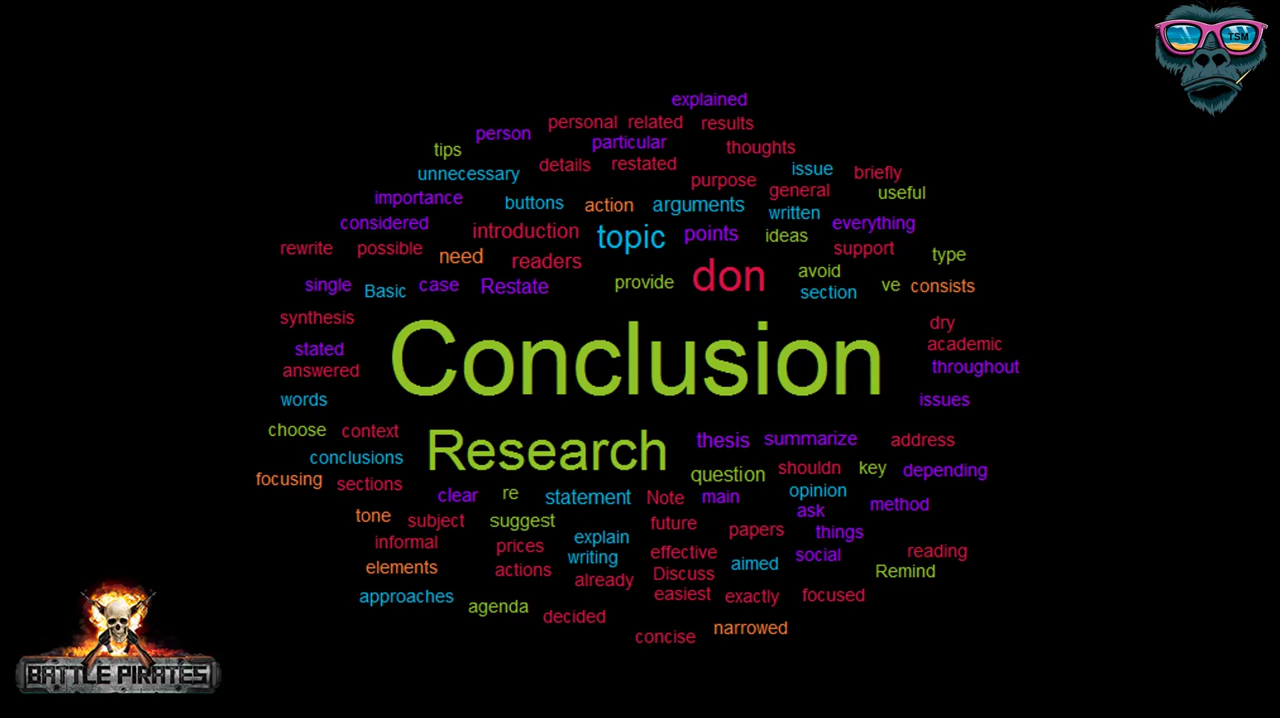 TSM
explained
personal related results
person particular
tips thoughts
details restated
unnecessary issue briefly
purpose general useful
importance buttons action arguments written
considered introduction topic points ideas everything
rewrite possible need readers support type
single Basic case Restate provide don avoid section ve consists
synthesis dry
stated academic
answered Conclusion throughout
words issues
choose context thesis summarize address
conclusions Research question shouldn key depending
focusing sections clear re statement Note main opinion method
tone subject suggest future papers ask things
informal prices explain effective social reading
elements actions writing already Discuss aimed Remind
approaches agenda easiest exactly focused
decided narrowed
concise
BATTLE PIRATES